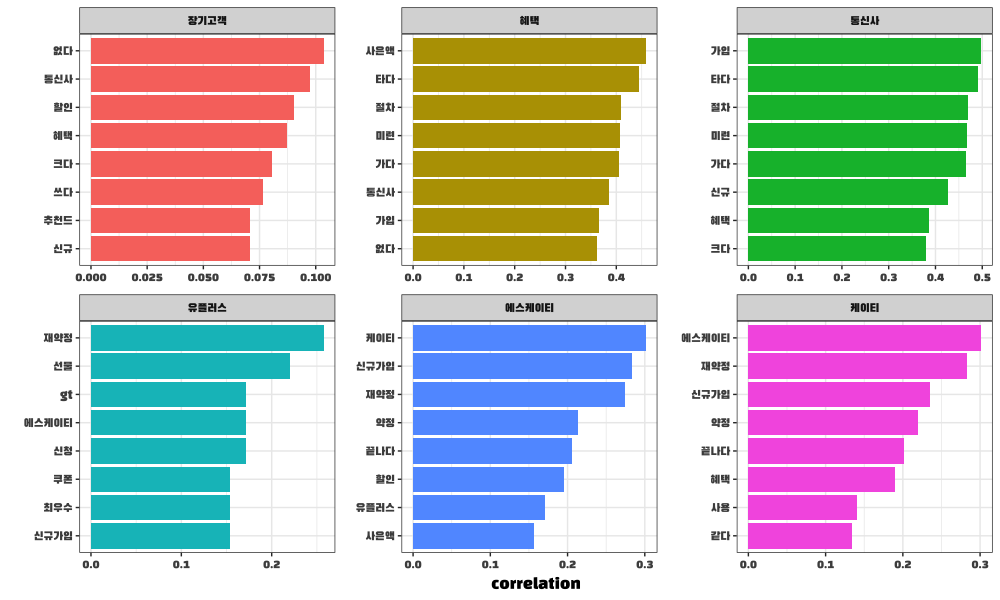 장기고객
혜택
통신사
없다
통신사
할인
혜택
크다
쓰다
추천드
신규
0.000 0.025 0.050 0.075 0.100
사은액
타다
절차
미련
가다
통신사
가입
없다
0.0 0.1 0.2 0.3 0.4
가입
타다
절차
미련
가다
신규
혜택
크다
0.0 0.1 0.2 0.3 0.4 0.5
유플러스
에스케이티
케이티
재약정
선물
gt
에스케이티
신청
쿠폰
최우수
신규가입
0.0 0.1 0.2
케이티
신규가입
재약정
약정
끝나다
할인
유플러스
사은액
0.0 0.1 0.2 0.3
에스케이티
재약정
신규가입
약정
끝나다
혜택
사용
같다
0.0 0.1 0.2 0.3
correlation